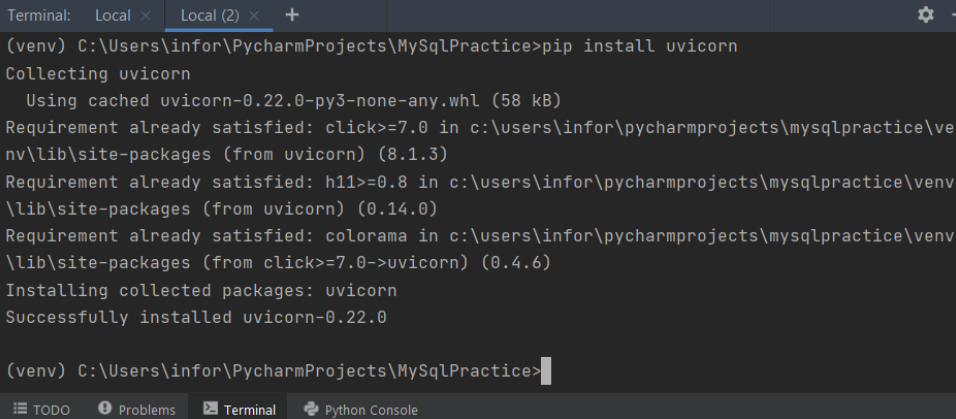 Terminal: Local × Local (2) × +
(venv) C:\Users\infor\PycharmProjects\MySqlPractice>pip install uvicorn
Collecting uvicorn
  Using cached uvicorn-0.22.0-py3-none-any.whl (58 kB)
Requirement already satisfied: click>=7.0 in c:\users\infor\pycharmprojects\mysqlpractice\ve
nv\lib\site-packages (from uvicorn) (8.1.3)
Requirement already satisfied: h11>=0.8 in c:\users\infor\pycharmprojects\mysqlpractice\venv
\lib\site-packages (from uvicorn) (0.14.0)
Requirement already satisfied: colorama in c:\users\infor\pycharmprojects\mysqlpractice\venv
\lib\site-packages (from click>=7.0->uvicorn) (0.4.6)
Installing collected packages: uvicorn
Successfully installed uvicorn-0.22.0
(venv) C:\Users\infor\PycharmProjects\MySqlPractice>
TODO Problems Terminal Python Console